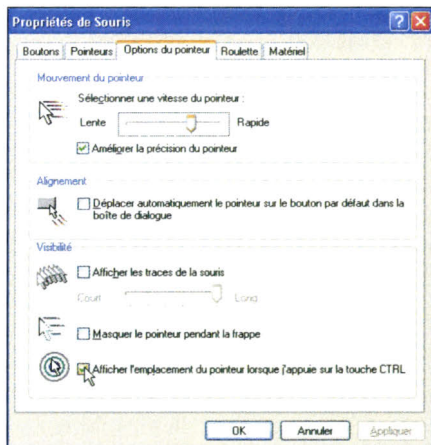 Propriétés de Souris
Boutons Pointeurs Options du pointeur Roulette Matériel
Mouvement du pointeur
Sélectionner une vitesse du pointeur :
Lente Rapide
Améliorer la précision du pointeur
Alignement
Déplacer automatiquement le pointeur sur le bouton par défaut dans la
boîte de dialogue
Visibilité
Afficher les traces de la souris
Court Long
Masquer le pointeur pendant la frappe
Afficher l'emplacement du pointeur lorsque j'appuie sur la touche CTRL
OK Annuler Appliquer